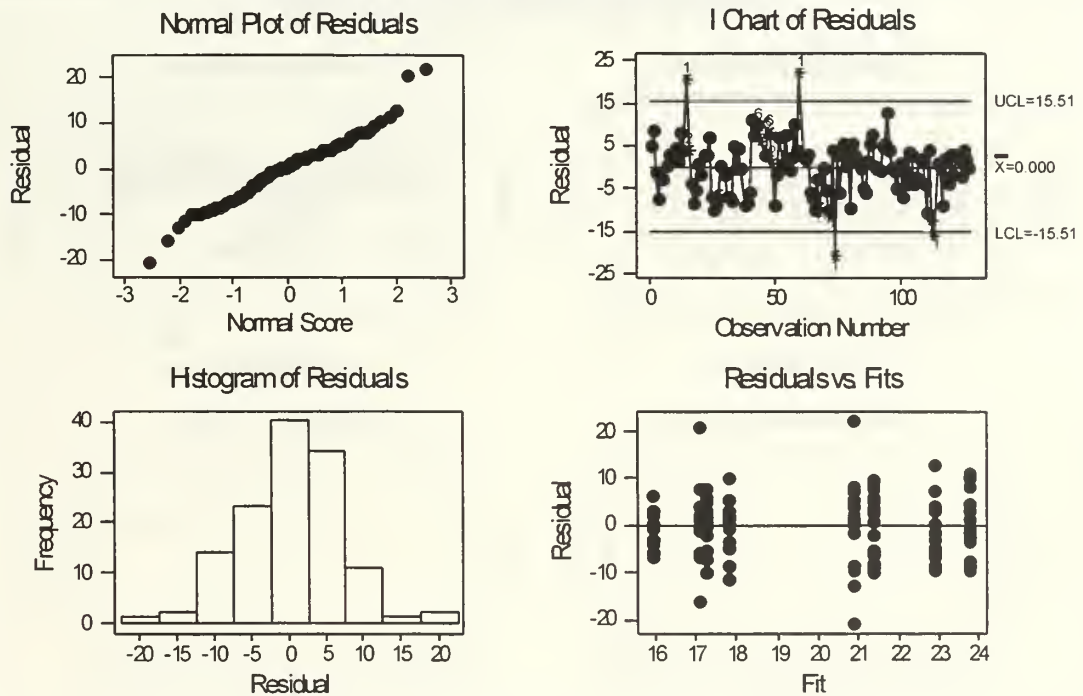 Normal Plot of Residuals
20
10
0
-10
-20
Residual
-3 -2 -1 0 1 2 3
Normal Score
I Chart of Residuals
25
15
5
-5
-15
-25
Residual
1
1
UCL=15.51
X=0.000
LCL=-15.51
0 50 100
Observation Number
Histogram of Residuals
40
30
20
10
0
Frequency
-20 -15 -10 -5 0 5 10 15 20
Residual
Residuals vs. Fits
20
10
0
-10
-20
Residual
16 17 18 19 20 21 22 23 24
Fit